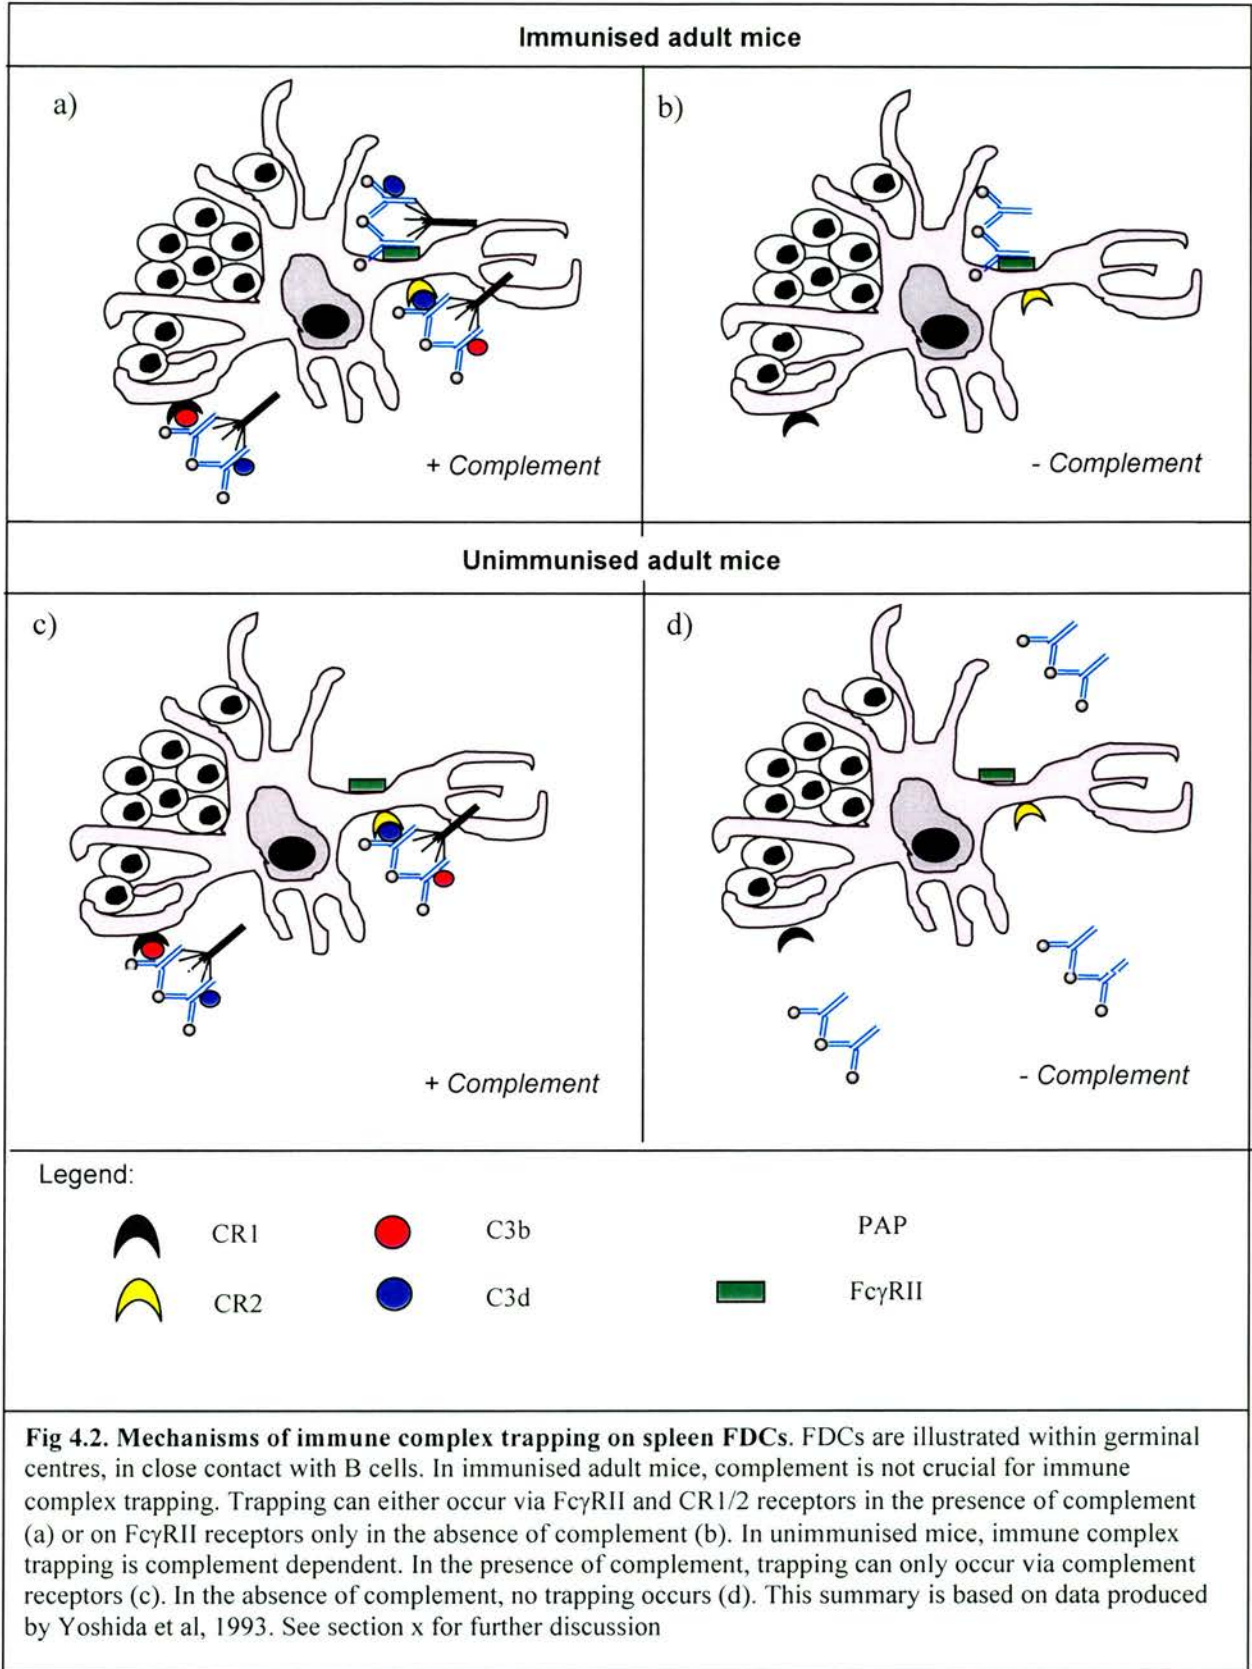 Immunised adult mice
a)
b)
+ Complement
- Complement
Unimmunised adult mice
c)
d)
+ Complement
- Complement
Legend:
CR1
C3b
PAP
CR2
C3d
FcγRII
Fig 4.2. Mechanisms of immune complex trapping on spleen FDCs. FDCs are illustrated within germinal
centres, in close contact with B cells. In immunised adult mice, complement is not crucial for immune
complex trapping. Trapping can either occur via FcγRII and CR1/2 receptors in the presence of complement
(a) or on FcγRII receptors only in the absence of complement (b). In unimmunised mice, immune complex
trapping is complement dependent. In the presence of complement, trapping can only occur via complement
receptors (c). In the absence of complement, no trapping occurs (d). This summary is based on data produced
by Yoshida et al, 1993. See section x for further discussion